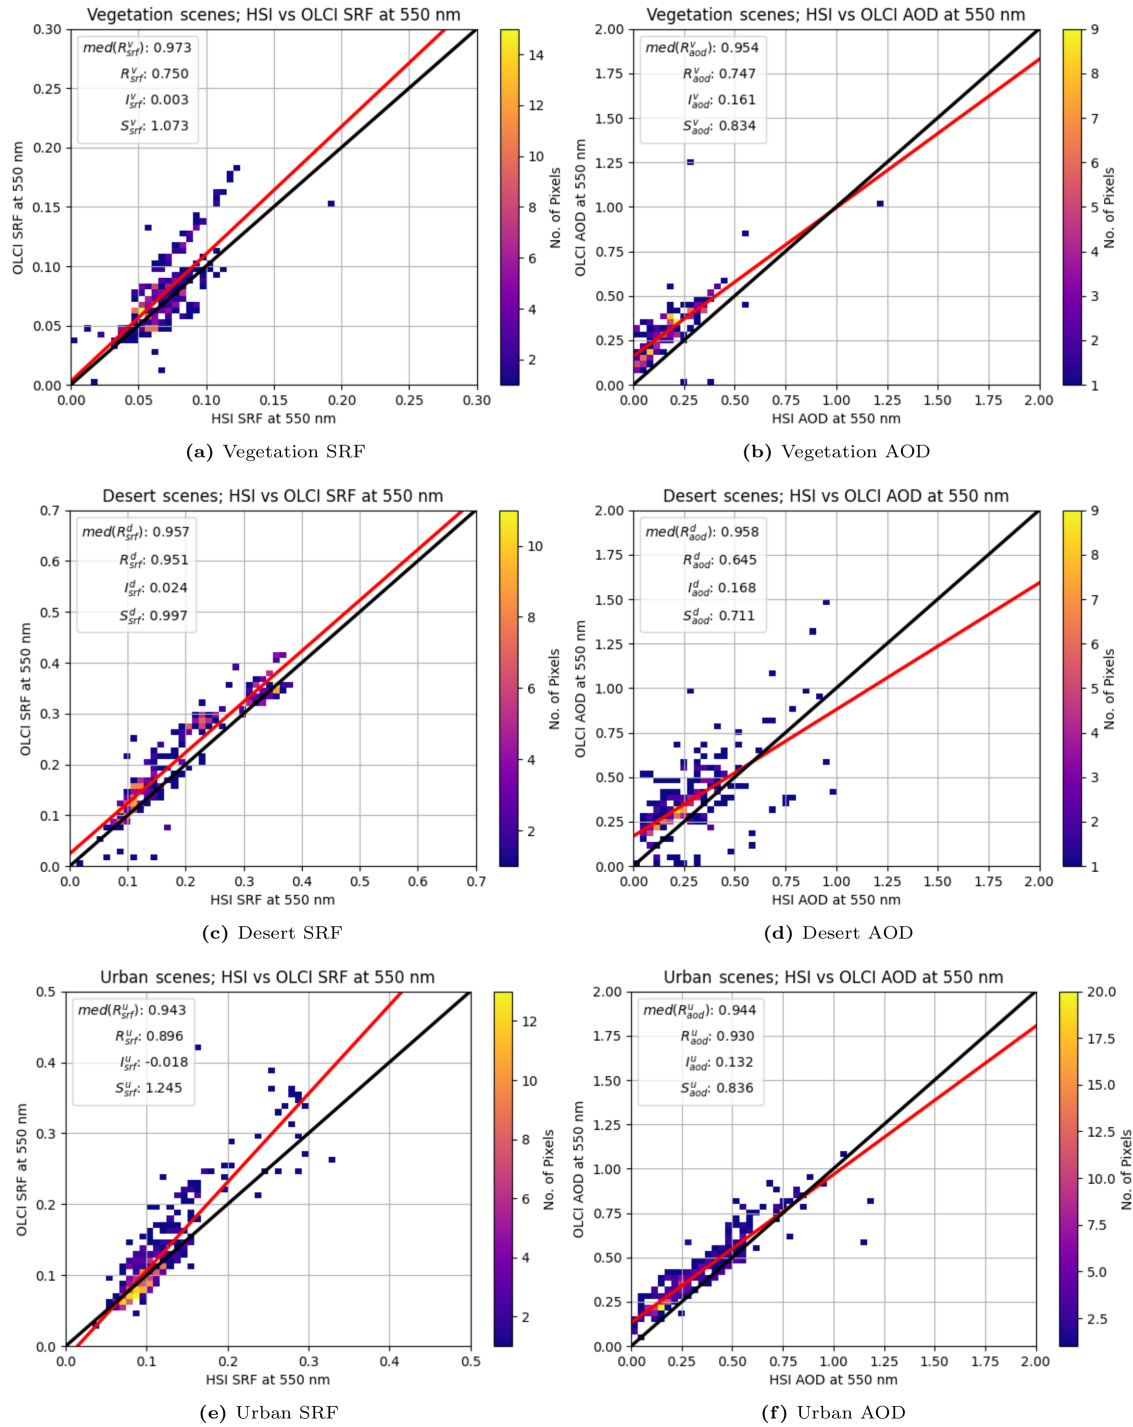 Vegetation scenes; HSI vs OLCI SRF at 550 nm
med(R^v_srf): 0.973
R^v_srf: 0.750
I^v_srf: 0.003
S^v_srf: 1.073
0.30
0.25
0.20
0.15
0.10
0.05
0.00
OLCI SRF at 550 nm
0.00 0.05 0.10 0.15 0.20 0.25 0.30
HSI SRF at 550 nm
14
12
10
8
6
4
2
No. of Pixels
(a) Vegetation SRF
Vegetation scenes; HSI vs OLCI AOD at 550 nm
med(R^v_aod): 0.954
R^v_aod: 0.747
I^v_aod: 0.161
S^v_aod: 0.834
2.00
1.75
1.50
1.25
1.00
0.75
0.50
0.25
0.00
OLCI AOD at 550 nm
0.00 0.25 0.50 0.75 1.00 1.25 1.50 1.75 2.00
HSI AOD at 550 nm
9
8
7
6
5
4
3
2
1
No. of Pixels
(b) Vegetation AOD
Desert scenes; HSI vs OLCI SRF at 550 nm
med(R^d_srf): 0.957
R^d_srf: 0.951
I^d_srf: 0.024
S^d_srf: 0.997
0.7
0.6
0.5
0.4
0.3
0.2
0.1
0.0
OLCI SRF at 550 nm
0.0 0.1 0.2 0.3 0.4 0.5 0.6 0.7
HSI SRF at 550 nm
10
8
6
4
2
No. of Pixels
(c) Desert SRF
Desert scenes; HSI vs OLCI AOD at 550 nm
med(R^d_aod): 0.958
R^d_aod: 0.645
I^d_aod: 0.168
S^d_aod: 0.711
2.00
1.75
1.50
1.25
1.00
0.75
0.50
0.25
0.00
OLCI AOD at 550 nm
0.00 0.25 0.50 0.75 1.00 1.25 1.50 1.75 2.00
HSI AOD at 550 nm
9
8
7
6
5
4
3
2
1
No. of Pixels
(d) Desert AOD
Urban scenes; HSI vs OLCI SRF at 550 nm
med(R^u_srf): 0.943
R^u_srf: 0.896
I^u_srf: -0.018
S^u_srf: 1.245
0.5
0.4
0.3
0.2
0.1
0.0
OLCI SRF at 550 nm
0.0 0.1 0.2 0.3 0.4 0.5
HSI SRF at 550 nm
12
10
8
6
4
2
No. of Pixels
(e) Urban SRF
Urban scenes; HSI vs OLCI AOD at 550 nm
med(R^u_aod): 0.944
R^u_aod: 0.930
I^u_aod: 0.132
S^u_aod: 0.836
2.00
1.75
1.50
1.25
1.00
0.75
0.50
0.25
0.00
OLCI AOD at 550 nm
0.00 0.25 0.50 0.75 1.00 1.25 1.50 1.75 2.00
HSI AOD at 550 nm
20.0
17.5
15.0
12.5
10.0
7.5
5.0
2.5
No. of Pixels
(f) Urban AOD